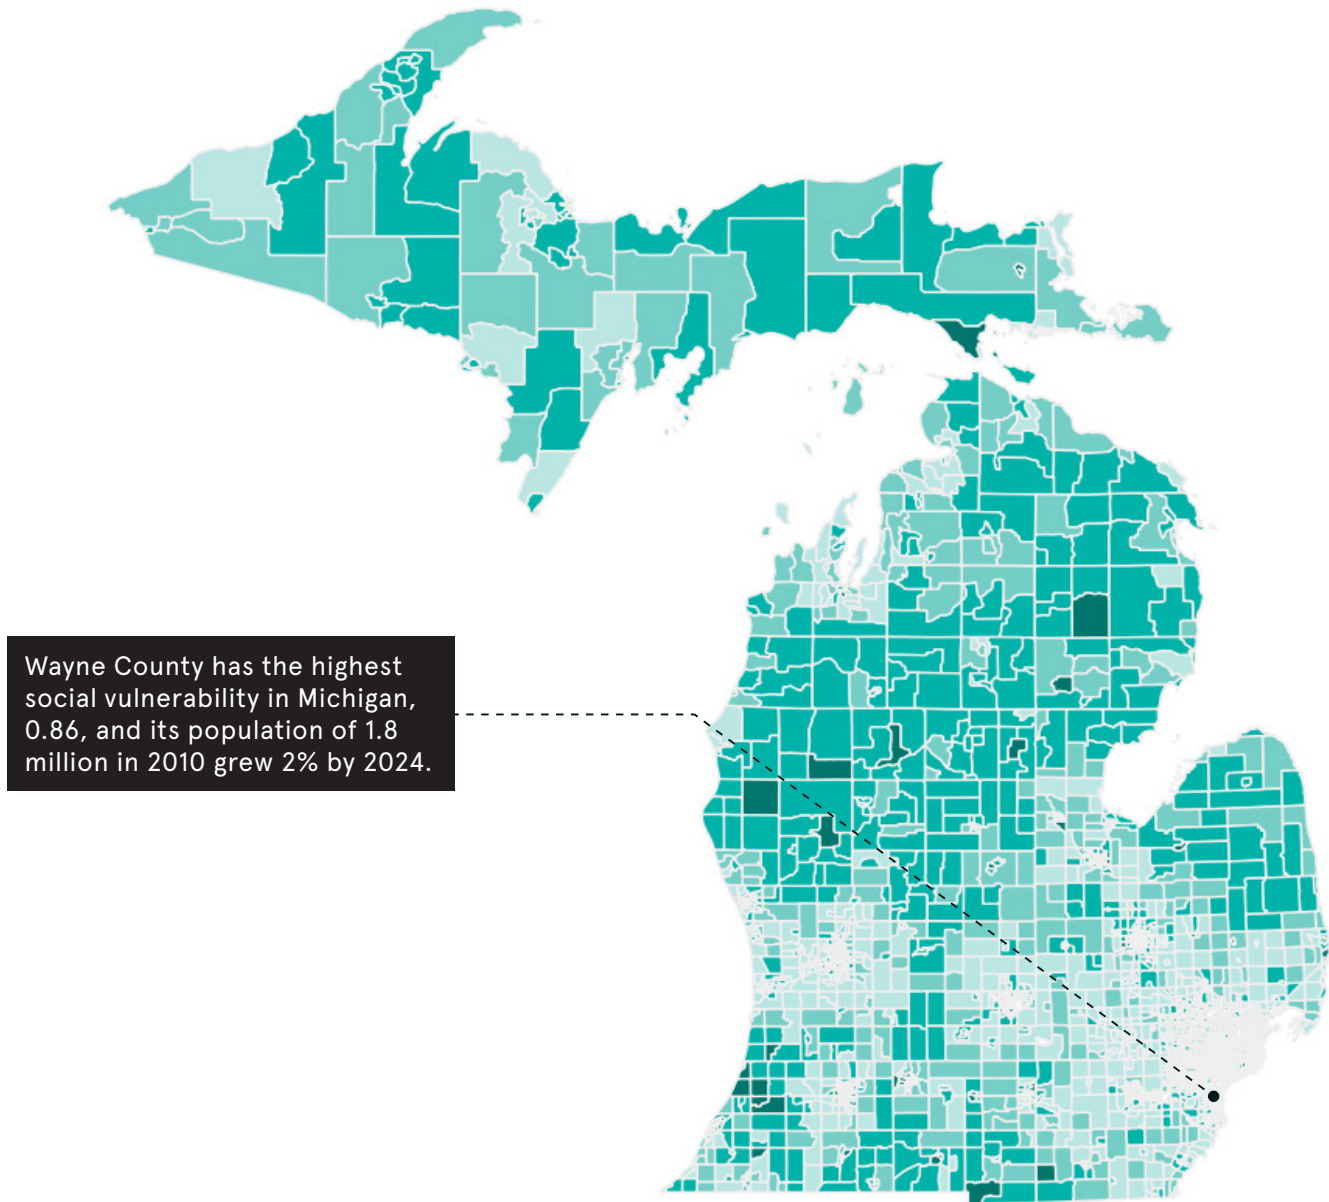 Wayne County has the highest
social vulnerability in Michigan,
0.86, and its population of 1.8
million in 2010 grew 2% by 2024.